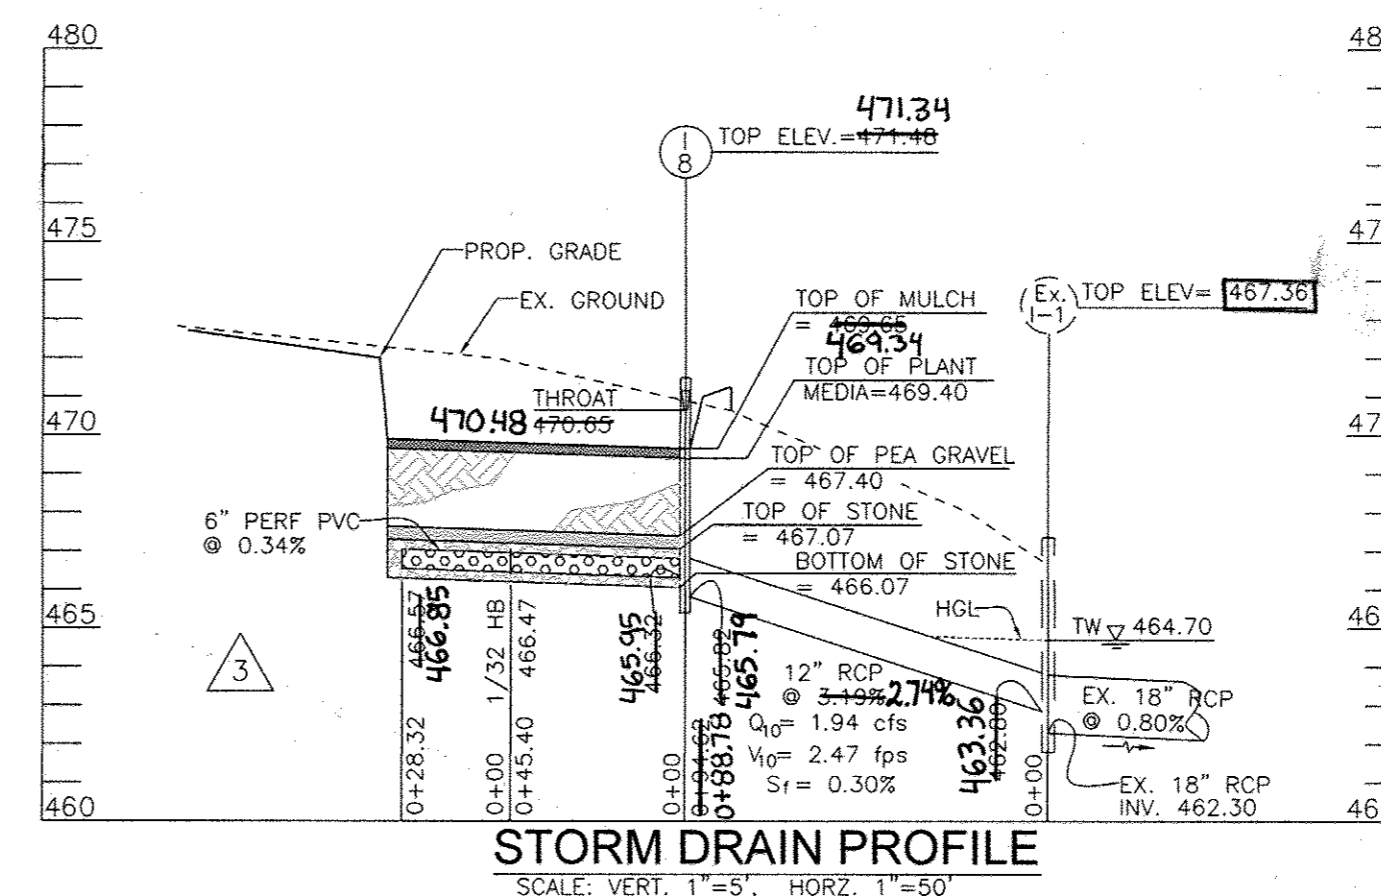 480
475
470
465
460
48
47
47
46
46
471.34
TOP ELEV.=471.48
I
8
PROP. GRADE
EX. GROUND
TOP OF MULCH
= 469.65
469.34
Ex.
I-1
TOP ELEV= 467.36
TOP OF PLANT
MEDIA=469.40
THROAT
470.48 470.65
TOP OF PEA GRAVEL
= 467.40
TOP OF STONE
= 467.07
BOTTOM OF STONE
= 466.07
6" PERF PVC
@ 0.34%
HGL
TW 464.70
3
466.57
466.85
1/32 HB
466.47
465.95
466.32
465.82
465.79
12" RCP
@ 3.19% 2.74%
Q10= 1.94 cfs
V10= 2.47 fps
Sf= 0.30%
463.36
462.80
EX. 18" RCP
@ 0.80%
EX. 18" RCP
INV. 462.30
0+28.32
0+00
0+45.40
0+00
0+94.62
0+88.78
0+00
STORM DRAIN PROFILE
SCALE: VERT. 1"=5', HORZ. 1"=50'